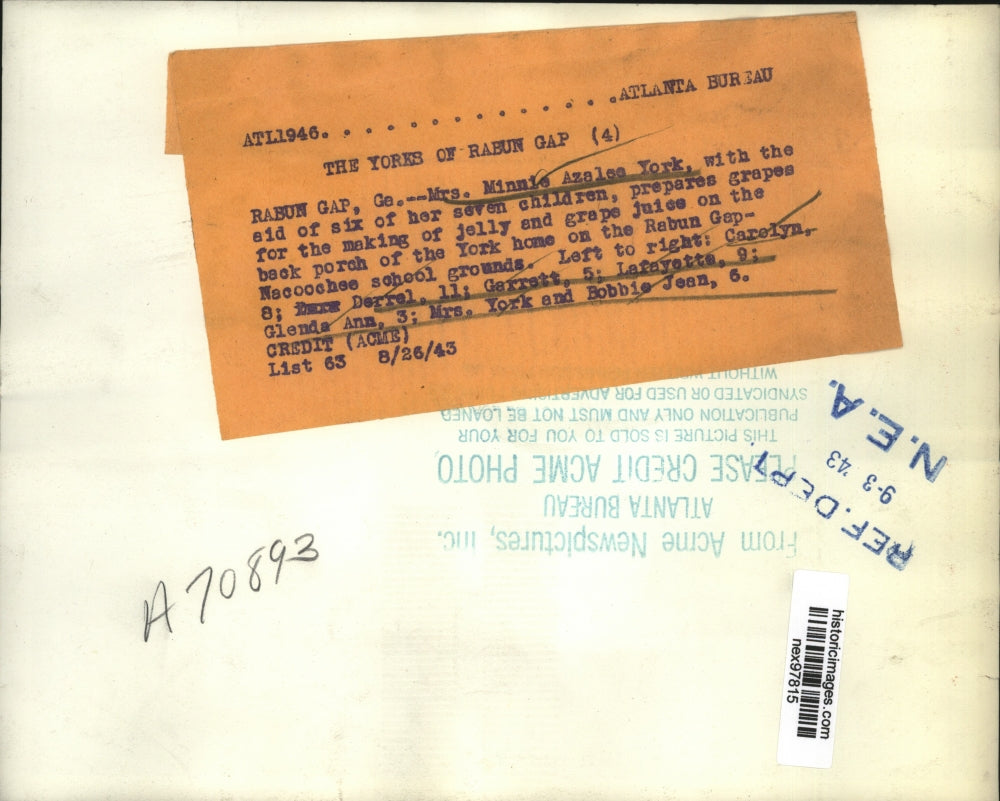 ATL1946. . . . . . . . . . . . . . .ATLANTA BUREAU
THE YORKS OF RABUN GAP (4)
RABUN GAP, Ga.--Mrs. Minnie Azalee York, with the
aid of six of her seven children, prepares grapes
for the making of jelly and grape juice on the
back porch of the York home on the Rabun Gap-
Nacoochee school grounds. Left to right: Carolyn,
8; Derrel, 11; Garrett, 5; Lafayette, 9;
Glenda Ann, 3; Mrs. York and Bobbie Jean, 6.
CREDIT (ACME)
List 63 8/26/43
From Acme Newspictures, Inc.
ATLANTA BUREAU
PLEASE CREDIT ACME PHOTO
THIS PICTURE IS SOLD TO YOU FOR YOUR
PUBLICATION ONLY AND MUST NOT BE LOANED
SYNDICATED OR USED FOR
WITHOUT
REF. DEPT.
9-3 '43
N.E.A.
A70893
historicimages.com
nex97815